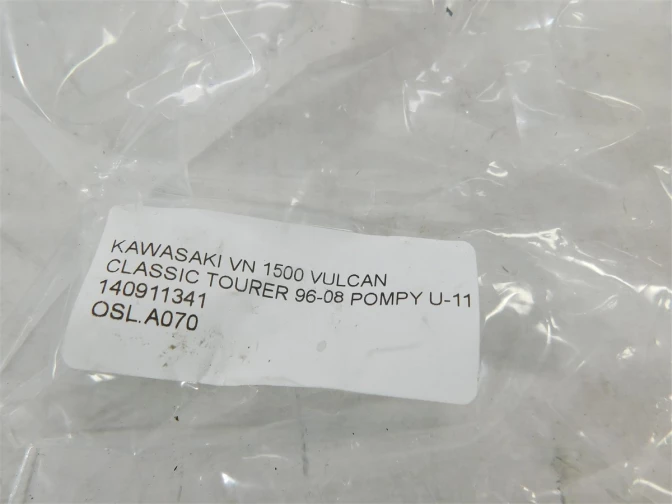 KAWASAKI VN 1500 VULCAN
CLASSIC TOURER 96-08 POMPY U-11
140911341
OSL.A070